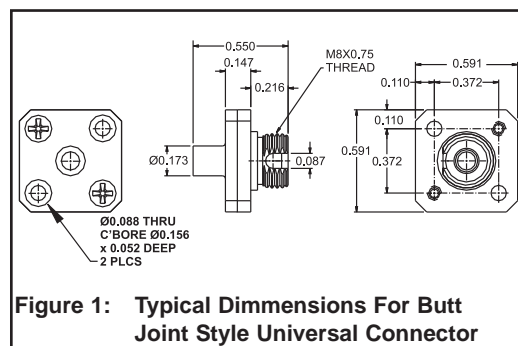 0.550
0.147
0.216
M8X0.75
THREAD
0.591
0.110
0.372
0.110
0.591
0.372
Ø0.173
0.087
Ø0.088 THRU
C'BORE Ø0.156
x 0.052 DEEP
2 PLCS
Figure 1: Typical Dimmensions For Butt
Joint Style Universal Connector